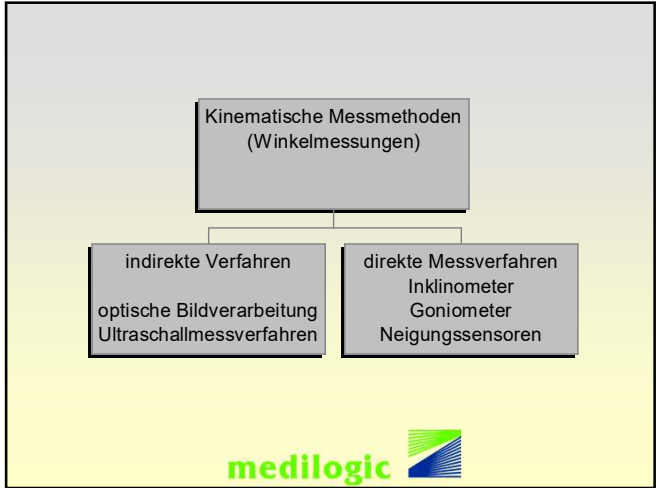 Kinematische Messmethoden
(Winkelmessungen)
indirekte Verfahren
optische Bildverarbeitung
Ultraschallmessverfahren
direkte Messverfahren
Inklinometer
Goniometer
Neigungssensoren
medilogic